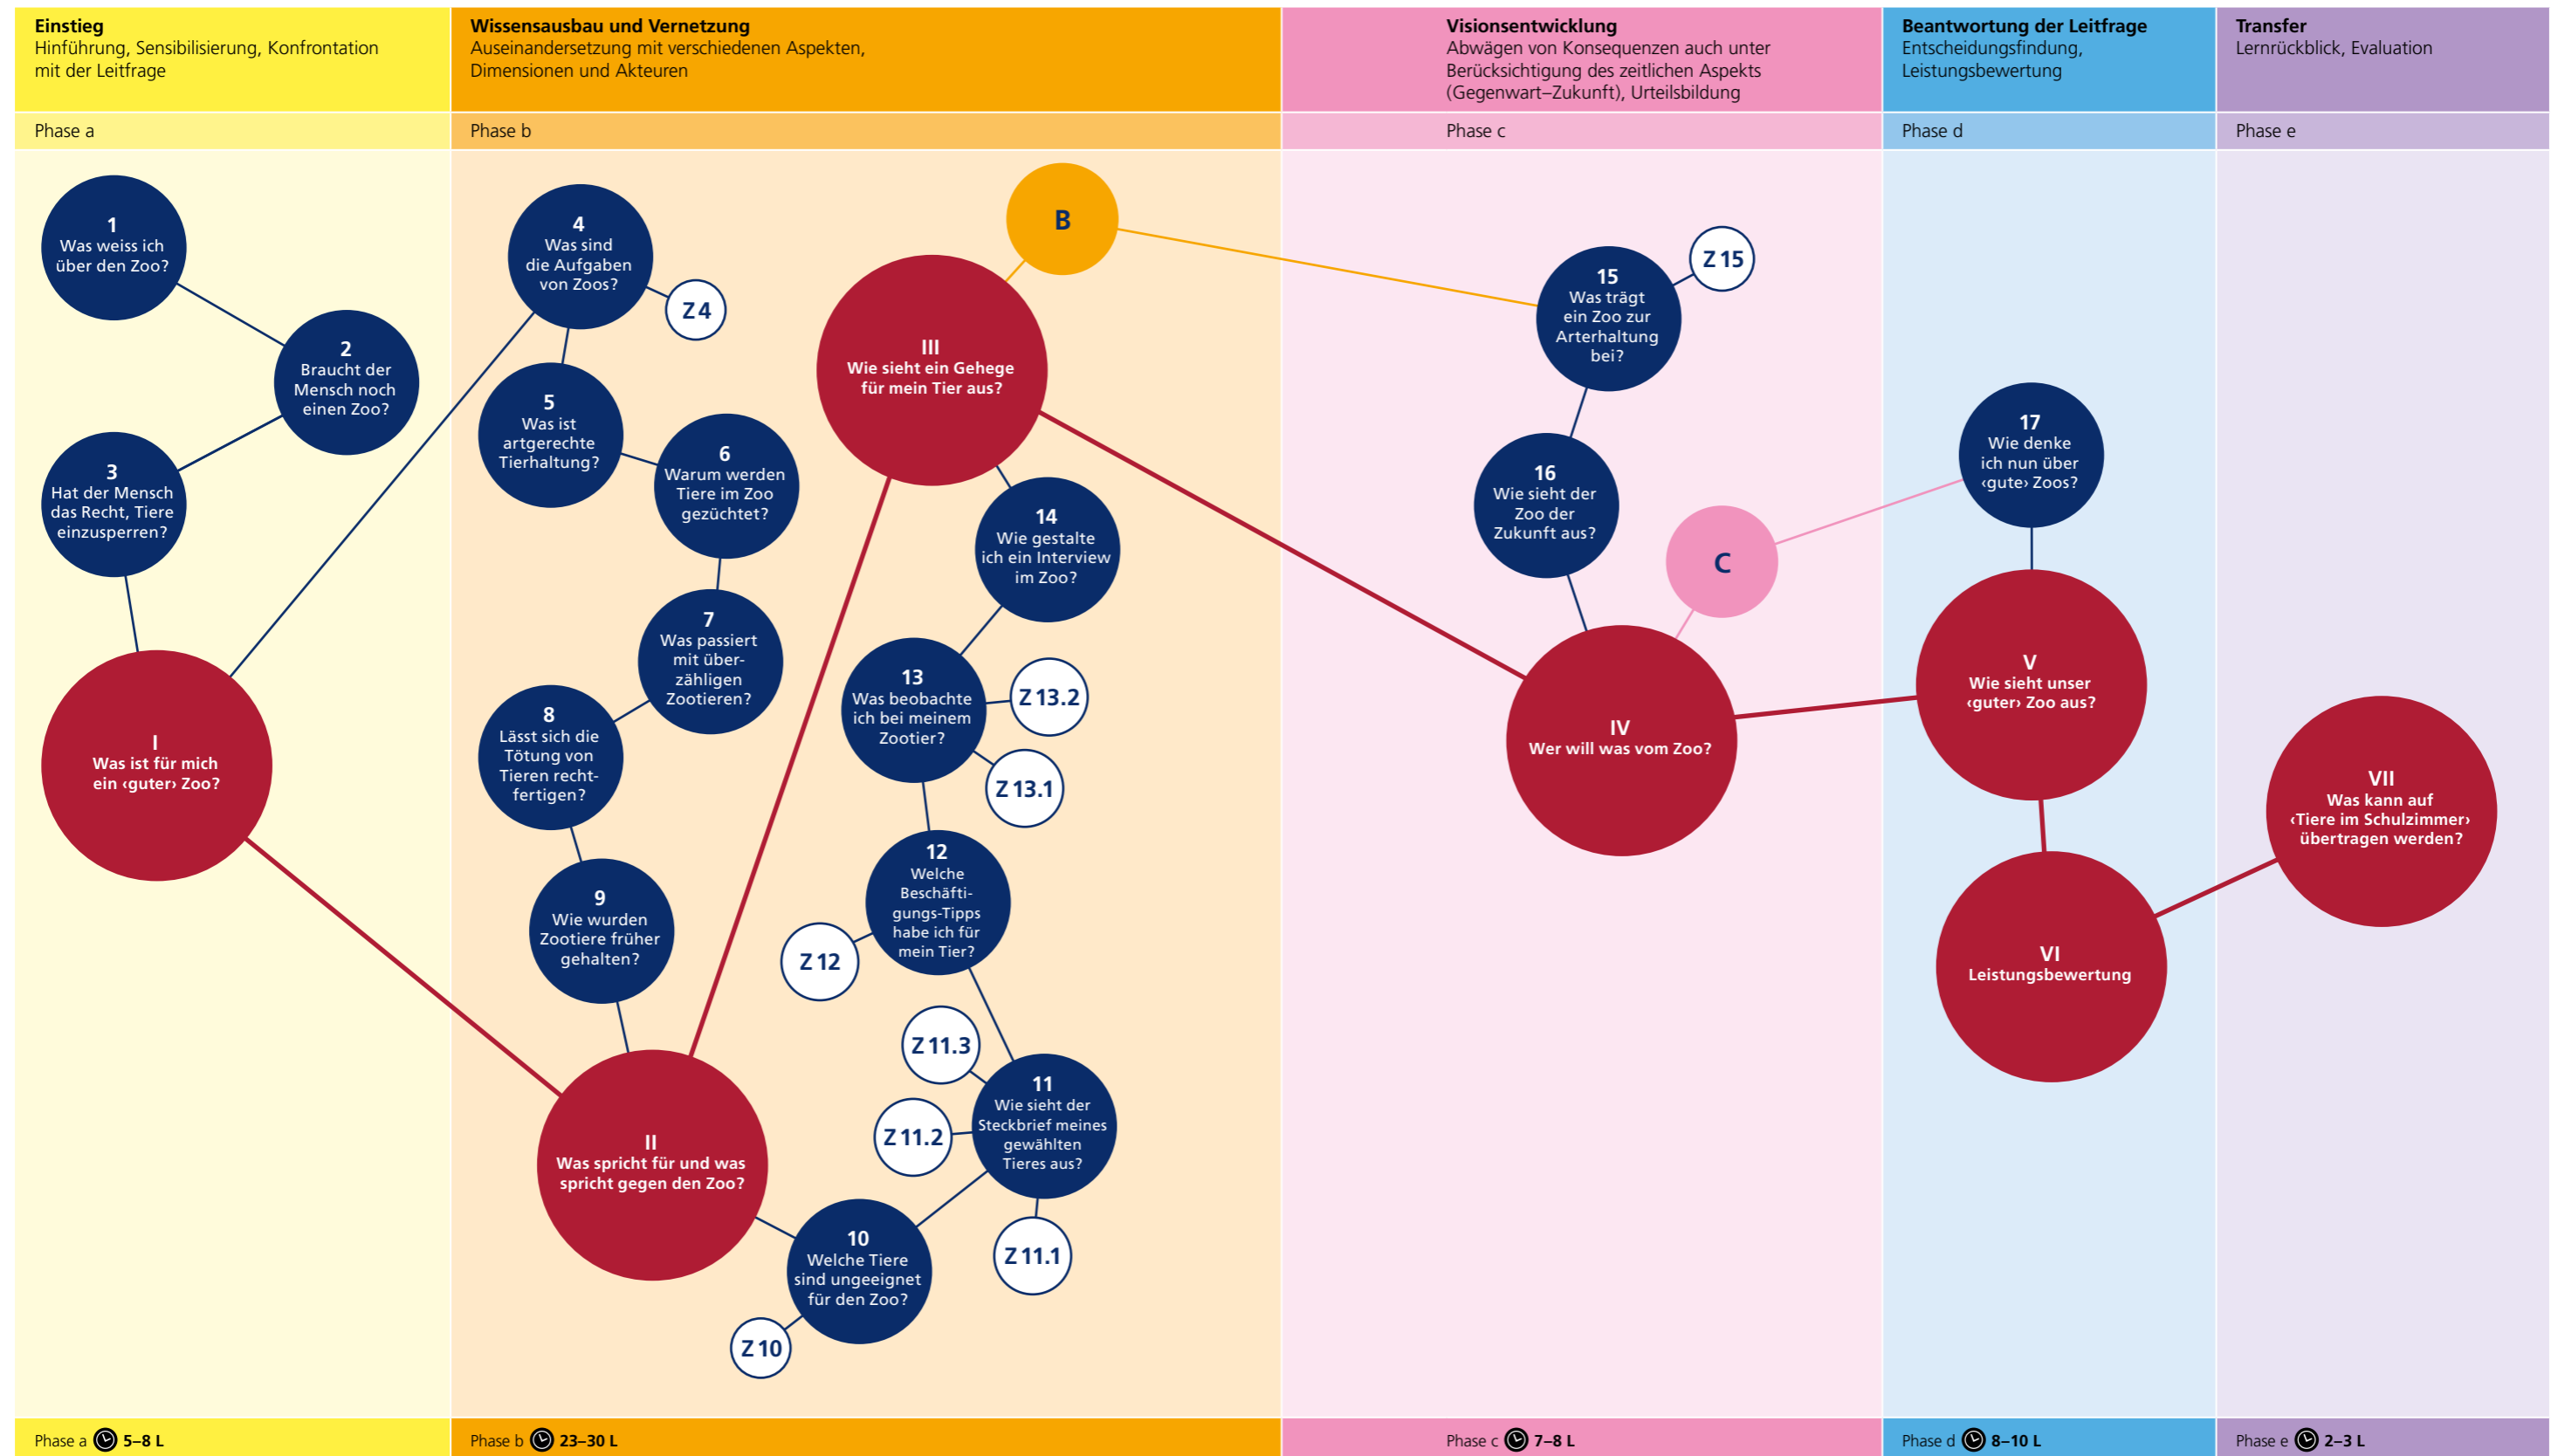 Einstieg
Hinführung, Sensibilisierung, Konfrontation
mit der Leitfrage
Wissensausbau und Vernetzung
Auseinandersetzung mit verschiedenen Aspekten,
Dimensionen und Akteuren
Visionsentwicklung
Abwägen von Konsequenzen auch unter
Berücksichtigung des zeitlichen Aspekts
(Gegenwart–Zukunft), Urteilsbildung
Beantwortung der Leitfrage
Entscheidungsfindung,
Leistungsbewertung
Transfer
Lernrückblick, Evaluation
Phase a
Phase b
Phase c
Phase d
Phase e
1
Was weiss ich
über den Zoo?
2
Braucht der
Mensch noch
einen Zoo?
3
Hat der Mensch
das Recht, Tiere
einzusperren?
I
Was ist für mich
ein ‹guter› Zoo?
4
Was sind
die Aufgaben
von Zoos?
Z 4
5
Was ist
artgerechte
Tierhaltung?
6
Warum werden
Tiere im Zoo
gezüchtet?
7
Was passiert
mit über-
zähligen
Zootieren?
8
Lässt sich die
Tötung von
Tieren recht-
fertigen?
9
Wie wurden
Zootiere früher
gehalten?
II
Was spricht für und was
spricht gegen den Zoo?
10
Welche Tiere
sind ungeeignet
für den Zoo?
Z 10
11
Wie sieht der
Steckbrief meines
gewählten
Tieres aus?
Z 11.1
Z 11.2
Z 11.3
12
Welche
Beschäfti-
gungs-Tipps
habe ich für
mein Tier?
Z 12
13
Was beobachte
ich bei meinem
Zootier?
Z 13.1
Z 13.2
14
Wie gestalte
ich ein Interview
im Zoo?
III
Wie sieht ein Gehege
für mein Tier aus?
B
15
Was trägt
ein Zoo zur
Arterhaltung
bei?
Z 15
16
Wie sieht der
Zoo der
Zukunft aus?
C
IV
Wer will was vom Zoo?
17
Wie denke
ich nun über
‹gute› Zoos?
V
Wie sieht unser
‹guter› Zoo aus?
VI
Leistungsbewertung
VII
Was kann auf
‹Tiere im Schulzimmer›
übertragen werden?
Phase a 5–8 L
Phase b 23–30 L
Phase c 7–8 L
Phase d 8–10 L
Phase e 2–3 L